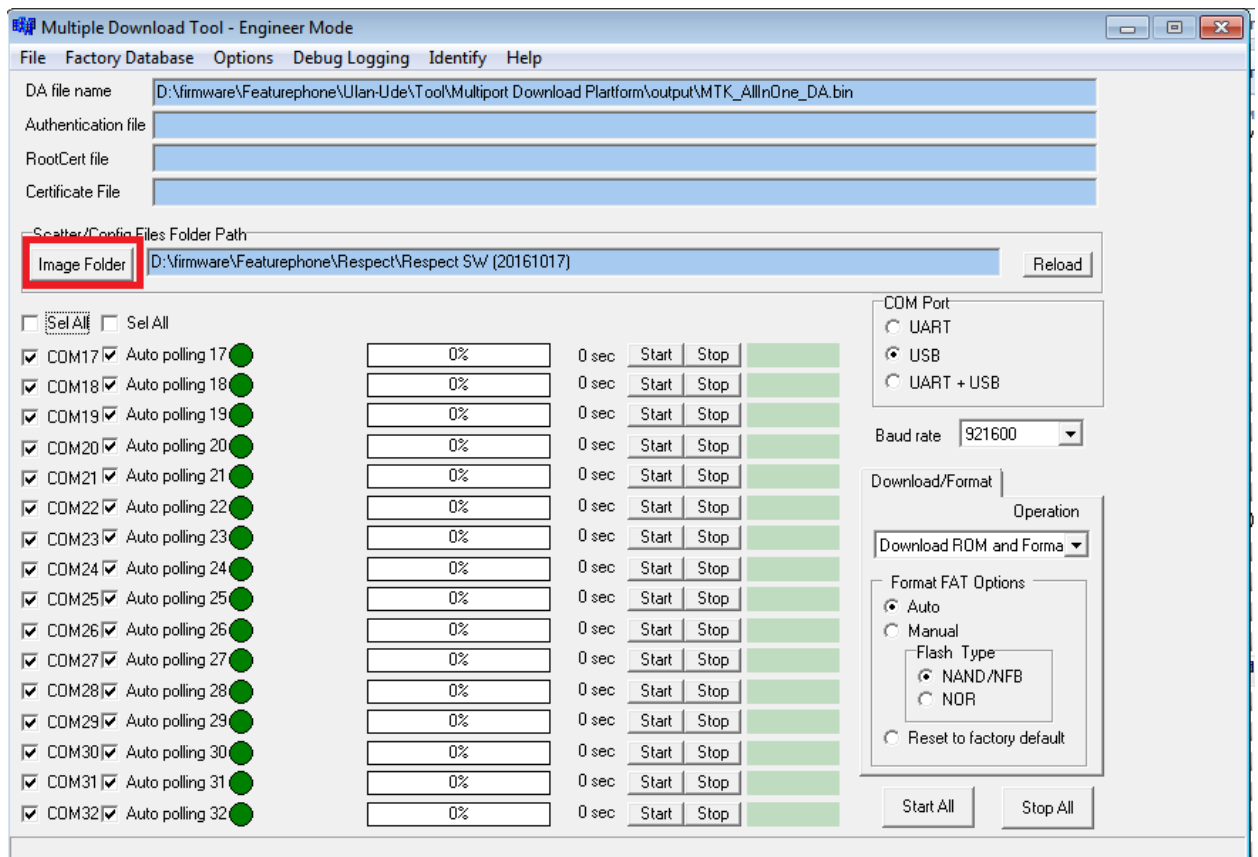 Multiple Download Tool - Engineer Mode
File Factory Database Options Debug Logging Identify Help
DA file name D:\firmware\Featurephone\Ulan-Ude\Tool\Multiport Download Plartform\output\MTK_AllInOne_DA.bin
Authentication file
RootCert file
Certificate File
Scatter/Config Files Folder Path
Image Folder D:\firmware\Featurephone\Respect\Respect SW (20161017) Reload
Sel All Sel All
COM17 Auto polling 17 0% 0 sec Start Stop
COM18 Auto polling 18 0% 0 sec Start Stop
COM19 Auto polling 19 0% 0 sec Start Stop
COM20 Auto polling 20 0% 0 sec Start Stop
COM21 Auto polling 21 0% 0 sec Start Stop
COM22 Auto polling 22 0% 0 sec Start Stop
COM23 Auto polling 23 0% 0 sec Start Stop
COM24 Auto polling 24 0% 0 sec Start Stop
COM25 Auto polling 25 0% 0 sec Start Stop
COM26 Auto polling 26 0% 0 sec Start Stop
COM27 Auto polling 27 0% 0 sec Start Stop
COM28 Auto polling 28 0% 0 sec Start Stop
COM29 Auto polling 29 0% 0 sec Start Stop
COM30 Auto polling 30 0% 0 sec Start Stop
COM31 Auto polling 31 0% 0 sec Start Stop
COM32 Auto polling 32 0% 0 sec Start Stop
COM Port
UART
USB
UART + USB
Baud rate 921600
Download/Format
Operation
Download ROM and Forma
Format FAT Options
Auto
Manual
Flash Type
NAND/NFB
NOR
Reset to factory default
Start All Stop All